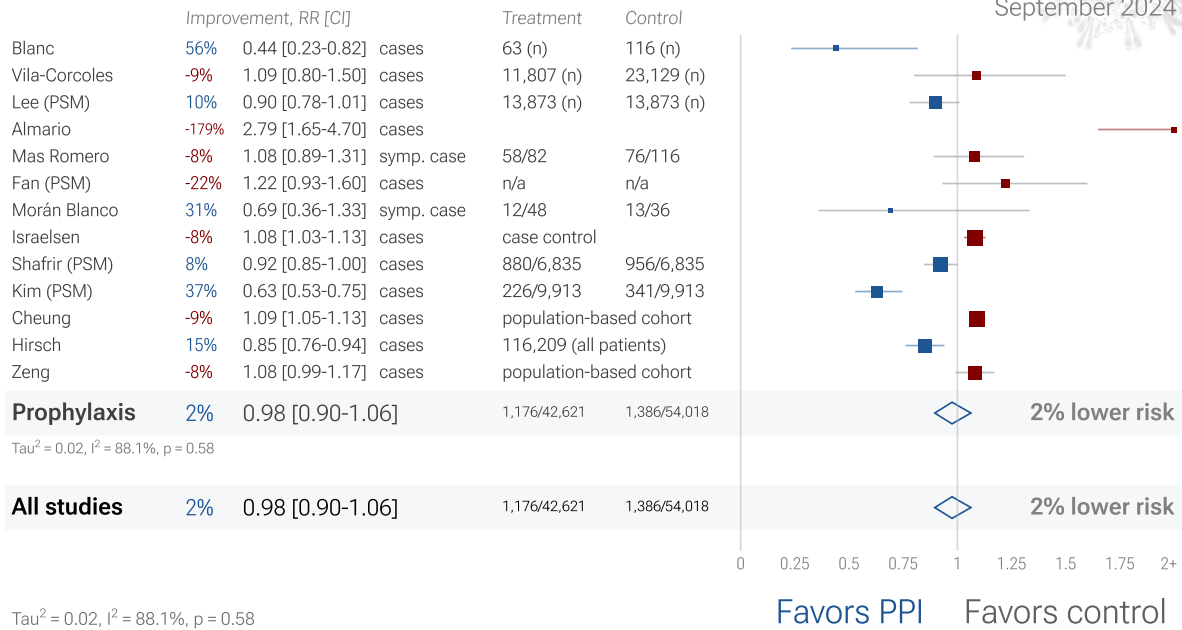 September 2024
Improvement, RR [CI] Treatment Control
Blanc 56% 0.44 [0.23-0.82] cases 63 (n) 116 (n)
Vila-Corcoles -9% 1.09 [0.80-1.50] cases 11,807 (n) 23,129 (n)
Lee (PSM) 10% 0.90 [0.78-1.01] cases 13,873 (n) 13,873 (n)
Almario -179% 2.79 [1.65-4.70] cases
Mas Romero -8% 1.08 [0.89-1.31] symp. case 58/82 76/116
Fan (PSM) -22% 1.22 [0.93-1.60] cases n/a n/a
Morán Blanco 31% 0.69 [0.36-1.33] symp. case 12/48 13/36
Israelsen -8% 1.08 [1.03-1.13] cases case control
Shafrir (PSM) 8% 0.92 [0.85-1.00] cases 880/6,835 956/6,835
Kim (PSM) 37% 0.63 [0.53-0.75] cases 226/9,913 341/9,913
Cheung -9% 1.09 [1.05-1.13] cases population-based cohort
Hirsch 15% 0.85 [0.76-0.94] cases 116,209 (all patients)
Zeng -8% 1.08 [0.99-1.17] cases population-based cohort
Prophylaxis 2% 0.98 [0.90-1.06] 1,176/42,621 1,386/54,018 2% lower risk
Tau² = 0.02, I² = 88.1%, p = 0.58
All studies 2% 0.98 [0.90-1.06] 1,176/42,621 1,386/54,018 2% lower risk
0 0.25 0.5 0.75 1 1.25 1.5 1.75 2+
Tau² = 0.02, I² = 88.1%, p = 0.58 Favors PPI Favors control